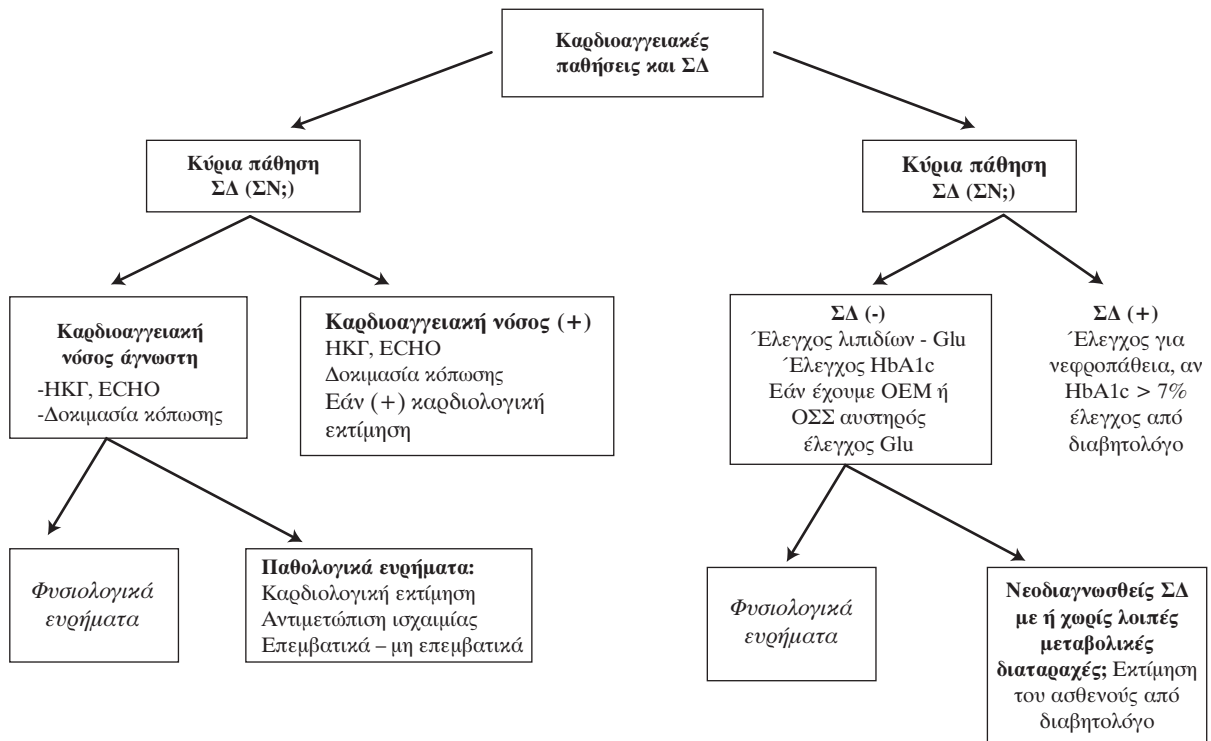 Καρδιοαγγειακές
παθήσεις και ΣΔ
Κύρια πάθηση
ΣΔ (ΣΝ;)
Κύρια πάθηση
ΣΔ (ΣΝ;)
Καρδιοαγγειακή
νόσος άγνωστη
-ΗΚΓ, ECHO
-Δοκιμασία κόπωσης
Καρδιοαγγειακή νόσος (+)
ΗΚΓ, ECHO
Δοκιμασία κόπωσης
Εάν (+) καρδιολογική
εκτίμηση
ΣΔ (-)
Έλεγχος λιπιδίων - Glu
Έλεγχος HbA1c
Εάν έχουμε ΟΕΜ ή
ΟΣΣ αυστηρός
έλεγχος Glu
ΣΔ (+)
Έλεγχος για
νεφροπάθεια, αν
HbA1c > 7%
έλεγχος από
διαβητολόγο
Φυσιολογικά
ευρήματα
Παθολογικά ευρήματα:
Καρδιολογική εκτίμηση
Αντιμετώπιση ισχαιμίας
Επεμβατικά – μη επεμβατικά
Φυσιολογικά
ευρήματα
Νεοδιαγνωσθείς ΣΔ
με ή χωρίς λοιπές
μεταβολικές
διαταραχές; Εκτίμηση
του ασθενούς από
διαβητολόγο